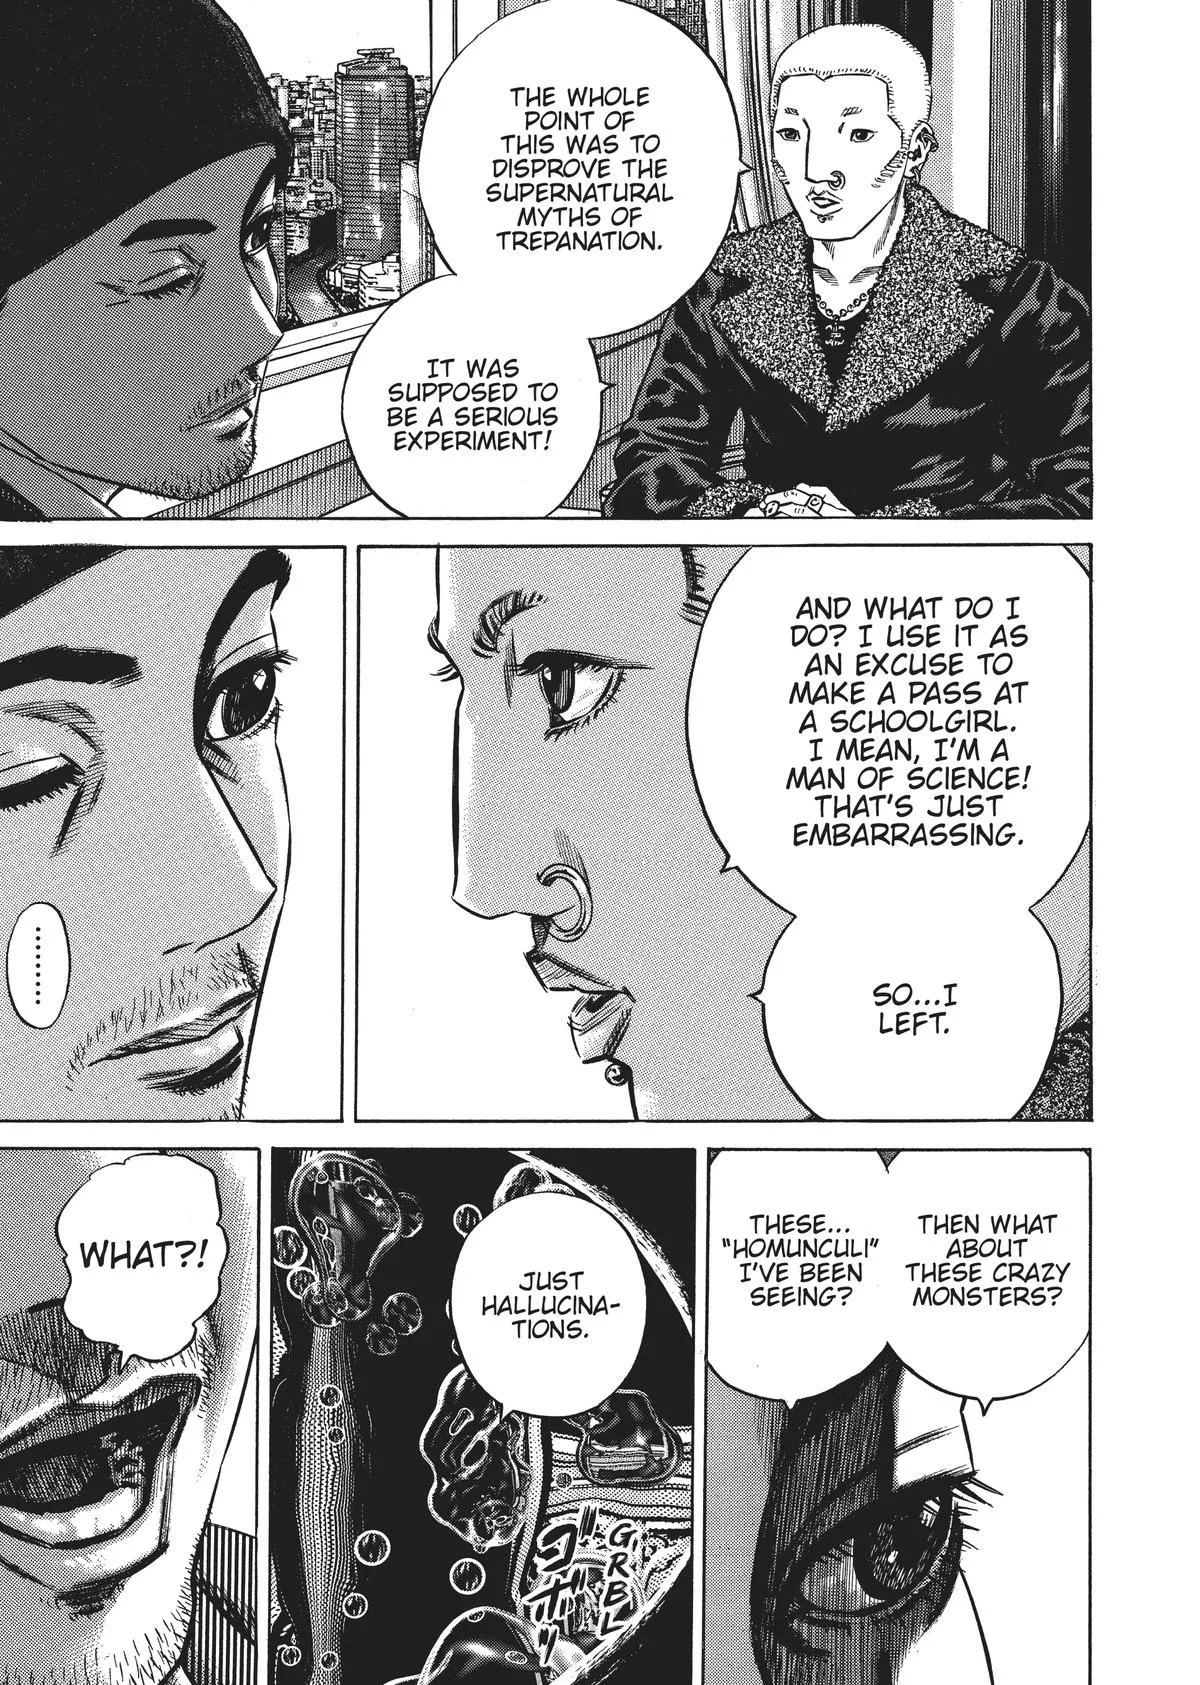 THE WHOLE
POINT OF
THIS WAS TO
DISPROVE THE
SUPERNATURAL
MYTHS OF
TREPANATION.
IT WAS
SUPPOSED TO
BE A SERIOUS
EXPERIMENT!
AND WHAT DO I
DO? I USE IT AS
AN EXCUSE TO
MAKE A PASS AT
A SCHOOLGIRL.
I MEAN, I'M A
MAN OF SCIENCE!
THAT'S JUST
EMBARRASSING.
SO...I
LEFT.
.........
THEN WHAT
ABOUT
THESE CRAZY
MONSTERS?
THESE...
"HOMUNCULI"
I'VE BEEN
SEEING?
JUST
HALLUCINA-
TIONS.
GRBL
ゴボッ
WHAT?!